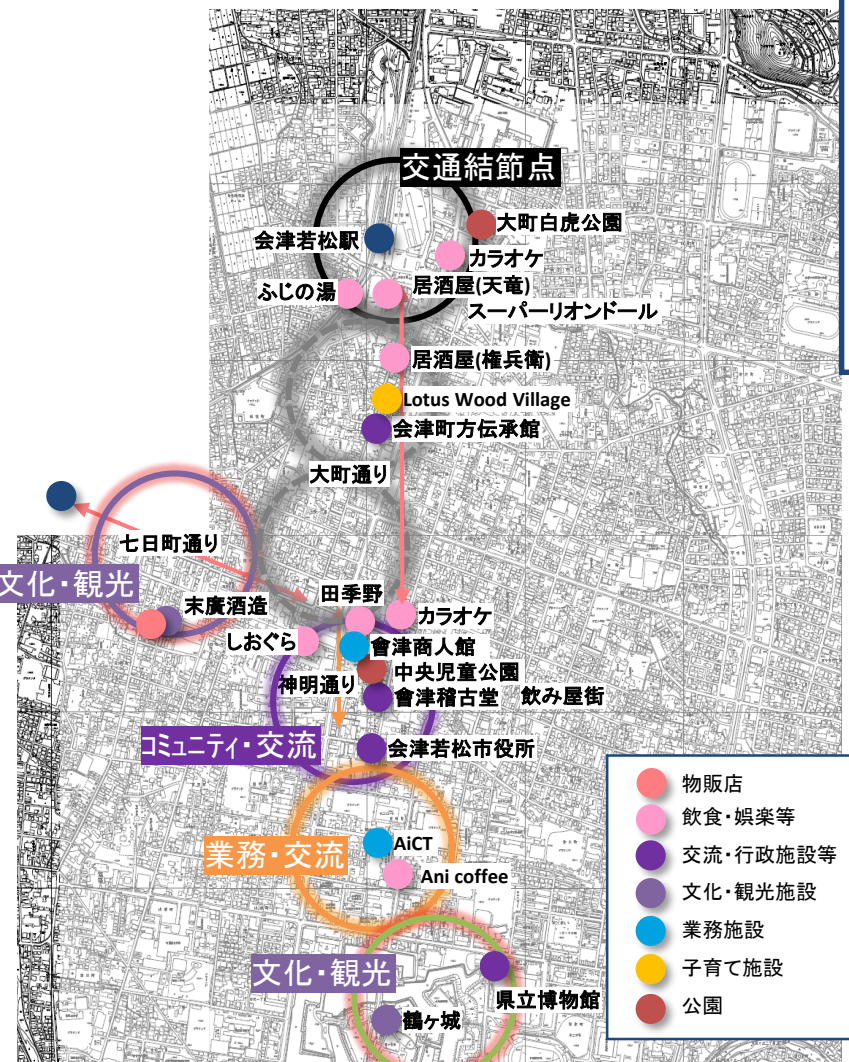 交通結節点
大町白虎公園
会津若松駅
カラオケ
ふじの湯
居酒屋(天竜)
スーパーリオンドール
居酒屋(権兵衛)
Lotus Wood Village
会津町方伝承館
大町通り
七日町通り
文化・観光
末廣酒造
田季野
カラオケ
しおぐら
會津商人館
中央児童公園
神明通り
會津稽古堂
飲み屋街
コミュニティ・交流
会津若松市役所
業務・交流
AiCT
Ani coffee
文化・観光
県立博物館
鶴ヶ城
物販店
飲食・娯楽等
交流・行政施設等
文化・観光施設
業務施設
子育て施設
公園